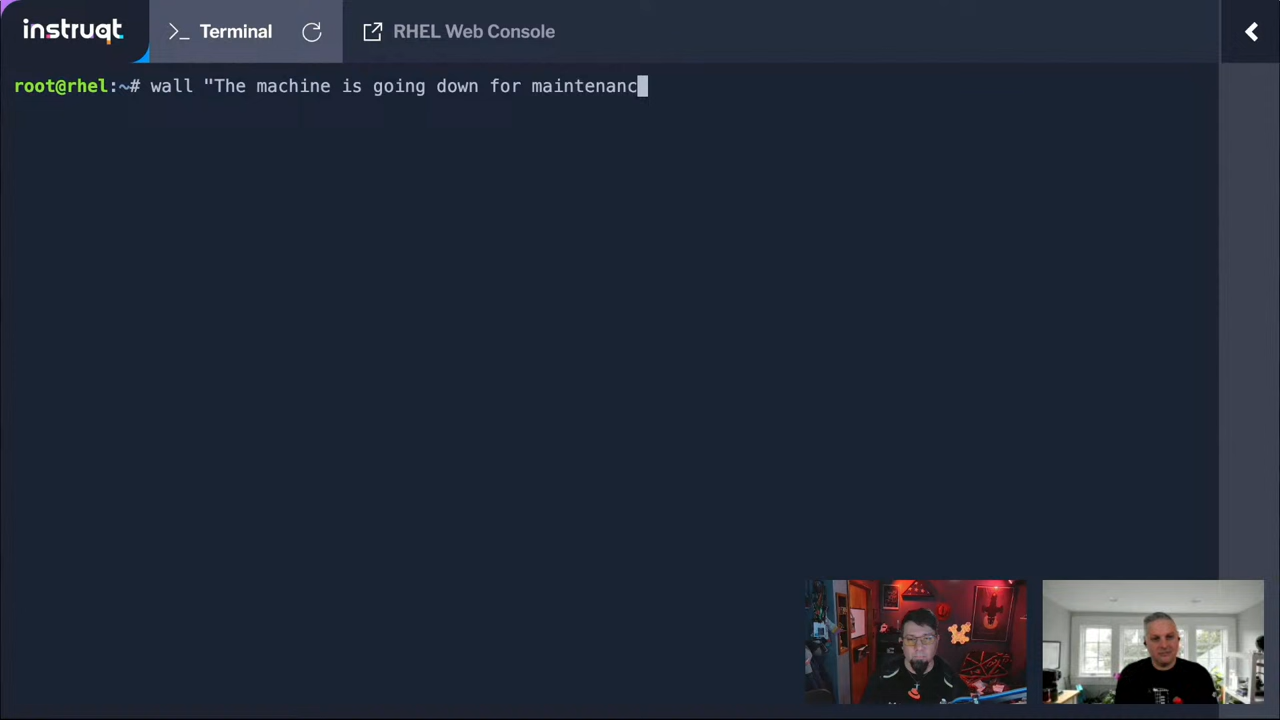 instruqt
>_ Terminal
RHEL Web Console
root@rhel:~# wall "The machine is going down for maintenanc